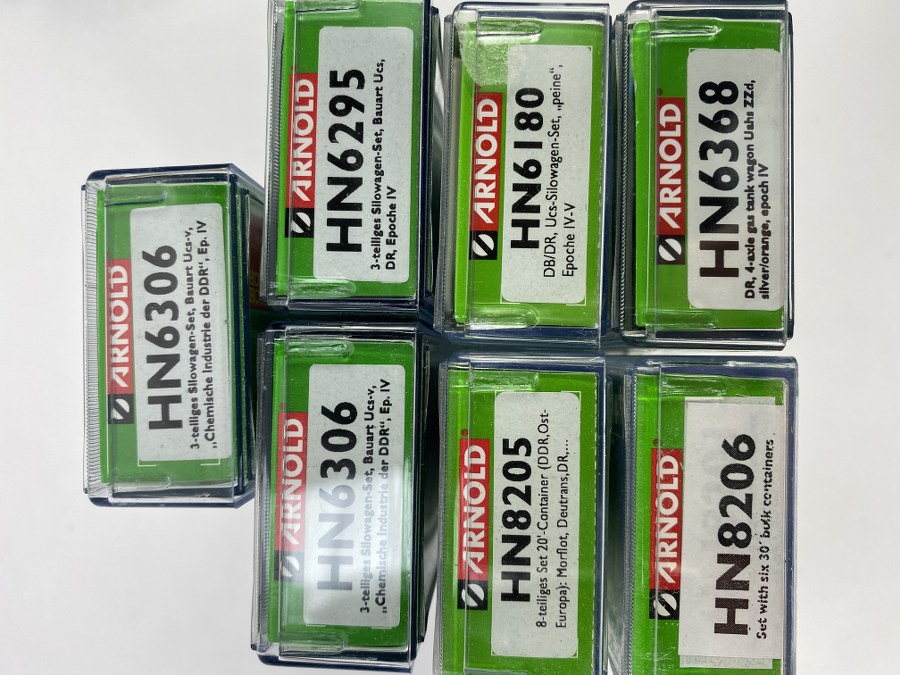 ARNOLD
HN6306
3-teiliges Silowagen-Set, Bauart Ucs-v,
„Chemische Industrie der DDR“, Ep. IV
ARNOLD
HN6295
3-teiliges Silowagen-Set, Bauart Ucs,
DR, Epoche IV
ARNOLD
HN6306
3-teiliges Silowagen-Set, Bauart Ucs-v,
„Chemische Industrie der DDR“, Ep. IV
ARNOLD
HN6180
DB/DR, Ucs-Silowagen-Set, „peine“,
Epoche IV-V
ARNOLD
HN8205
8-teiliges Set 20'-Container (DDR,Ost-
Europa): Morflot, Deutrans,DR,...
ARNOLD
HN6368
DR, 4-axle gas tank wagon Uahs ZZd,
silver/orange, epoch IV
ARNOLD
HN8206
Set with six 30' bulk containers